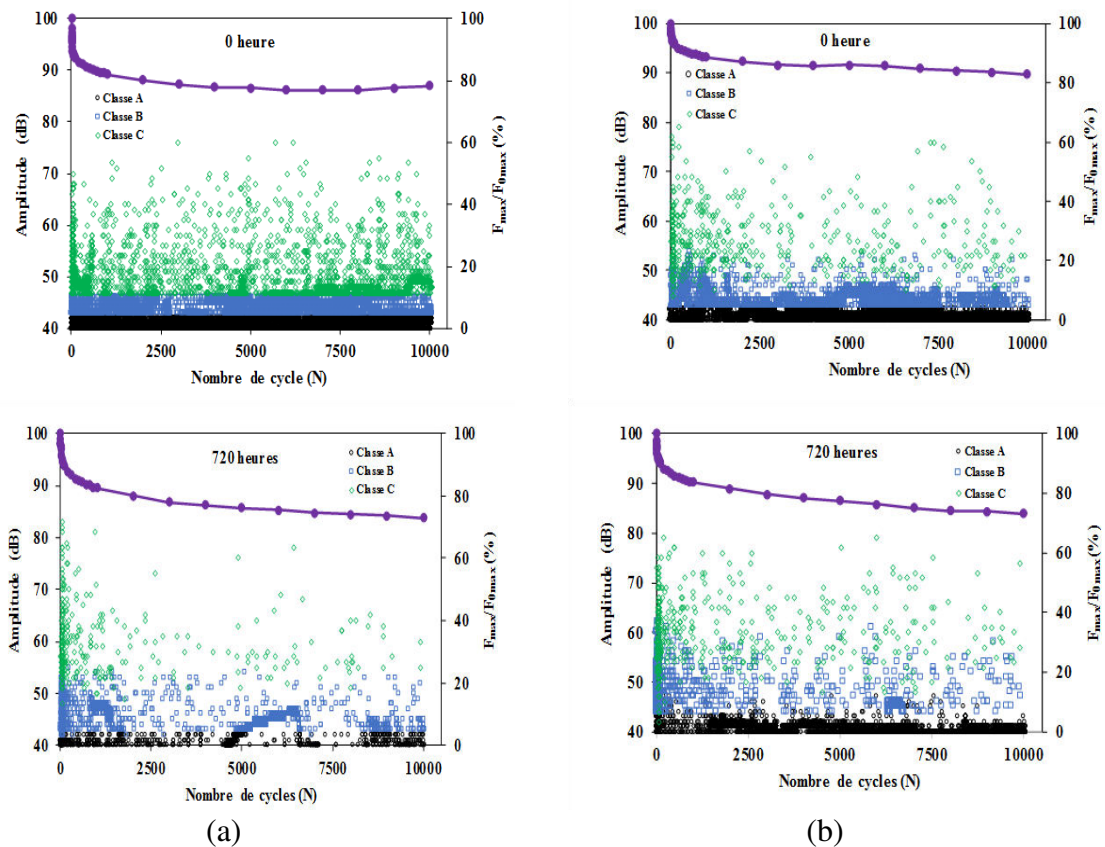 0 heure
Classe A
Classe B
Classe C
Amplitude (dB)
100
90
80
70
60
50
40
Fmax/F0max (%)
100
80
60
40
20
0
0 2500 5000 7500 10000
Nombre de cycle (N)
0 heure
Classe A
Classe B
Classe C
Amplitude (dB)
100
90
80
70
60
50
40
Fmax/F0max (%)
100
80
60
40
20
0
0 2500 5000 7500 10000
Nombre de cycles (N)
720 heures
Classe A
Classe B
Classe C
Amplitude (dB)
100
90
80
70
60
50
40
Fmax/F0max (%)
100
80
60
40
20
0
0 2500 5000 7500 10000
Nombre de cycles (N)
720 heures
Classe A
Classe B
Classe C
Amplitude (dB)
100
90
80
70
60
50
40
Fmax/F0max (%)
100
80
60
40
20
0
0 2500 5000 7500 10000
Nombre de cycles (N)
(a)
(b)